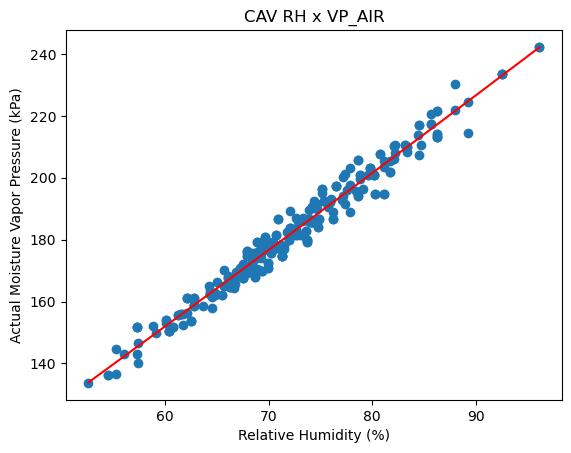 CAV RH x VP_AIR
Actual Moisture Vapor Pressure (kPa)
240
220
200
180
160
140
60 70 80 90
Relative Humidity (%)